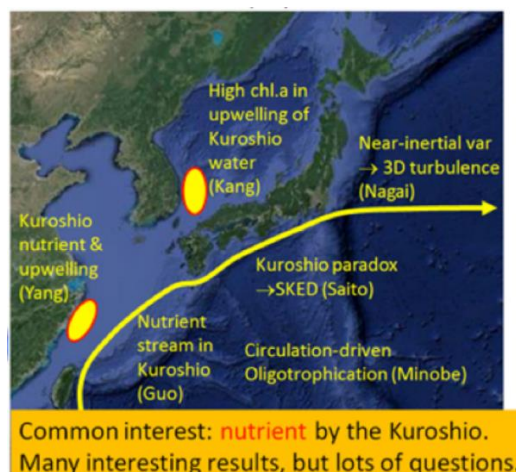 High chl.a in
upwelling of
Kuroshio
water
(Kang)
Near-inertial var
→ 3D turbulence
(Nagai)
Kuroshio
nutrient &
upwelling
(Yang)
Kuroshio paradox
→SKED (Saito)
Nutrient
stream in
Kuroshio
(Guo)
Circulation-driven
Oligotrophication (Minobe)
Common interest: nutrient by the Kuroshio.
Many interesting results, but lots of questions